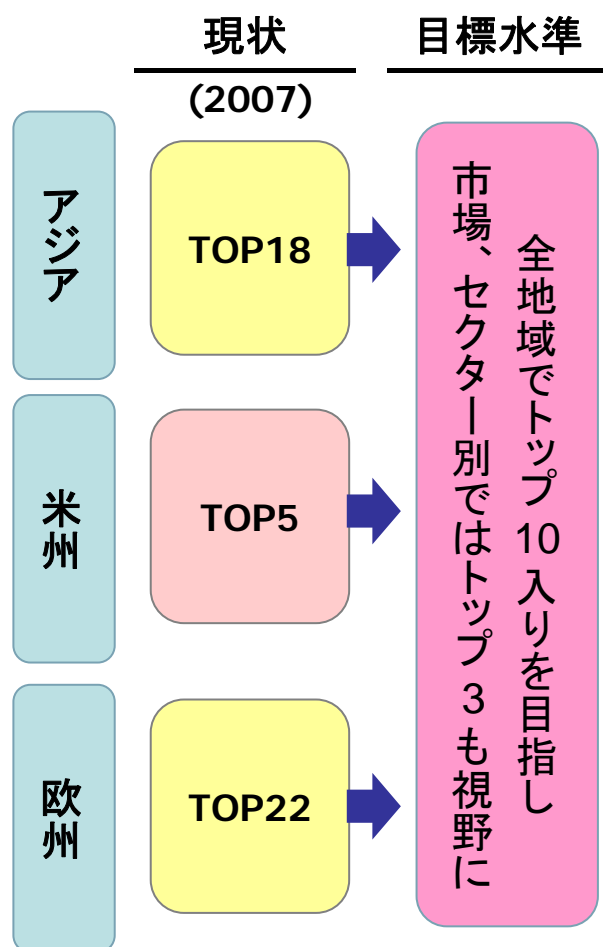 現状
(2007)
目標水準
アジア
TOP18
米州
TOP5
欧州
TOP22
全地域でトップ10入りを目指し
市場、セクター別ではトップ3も視野に